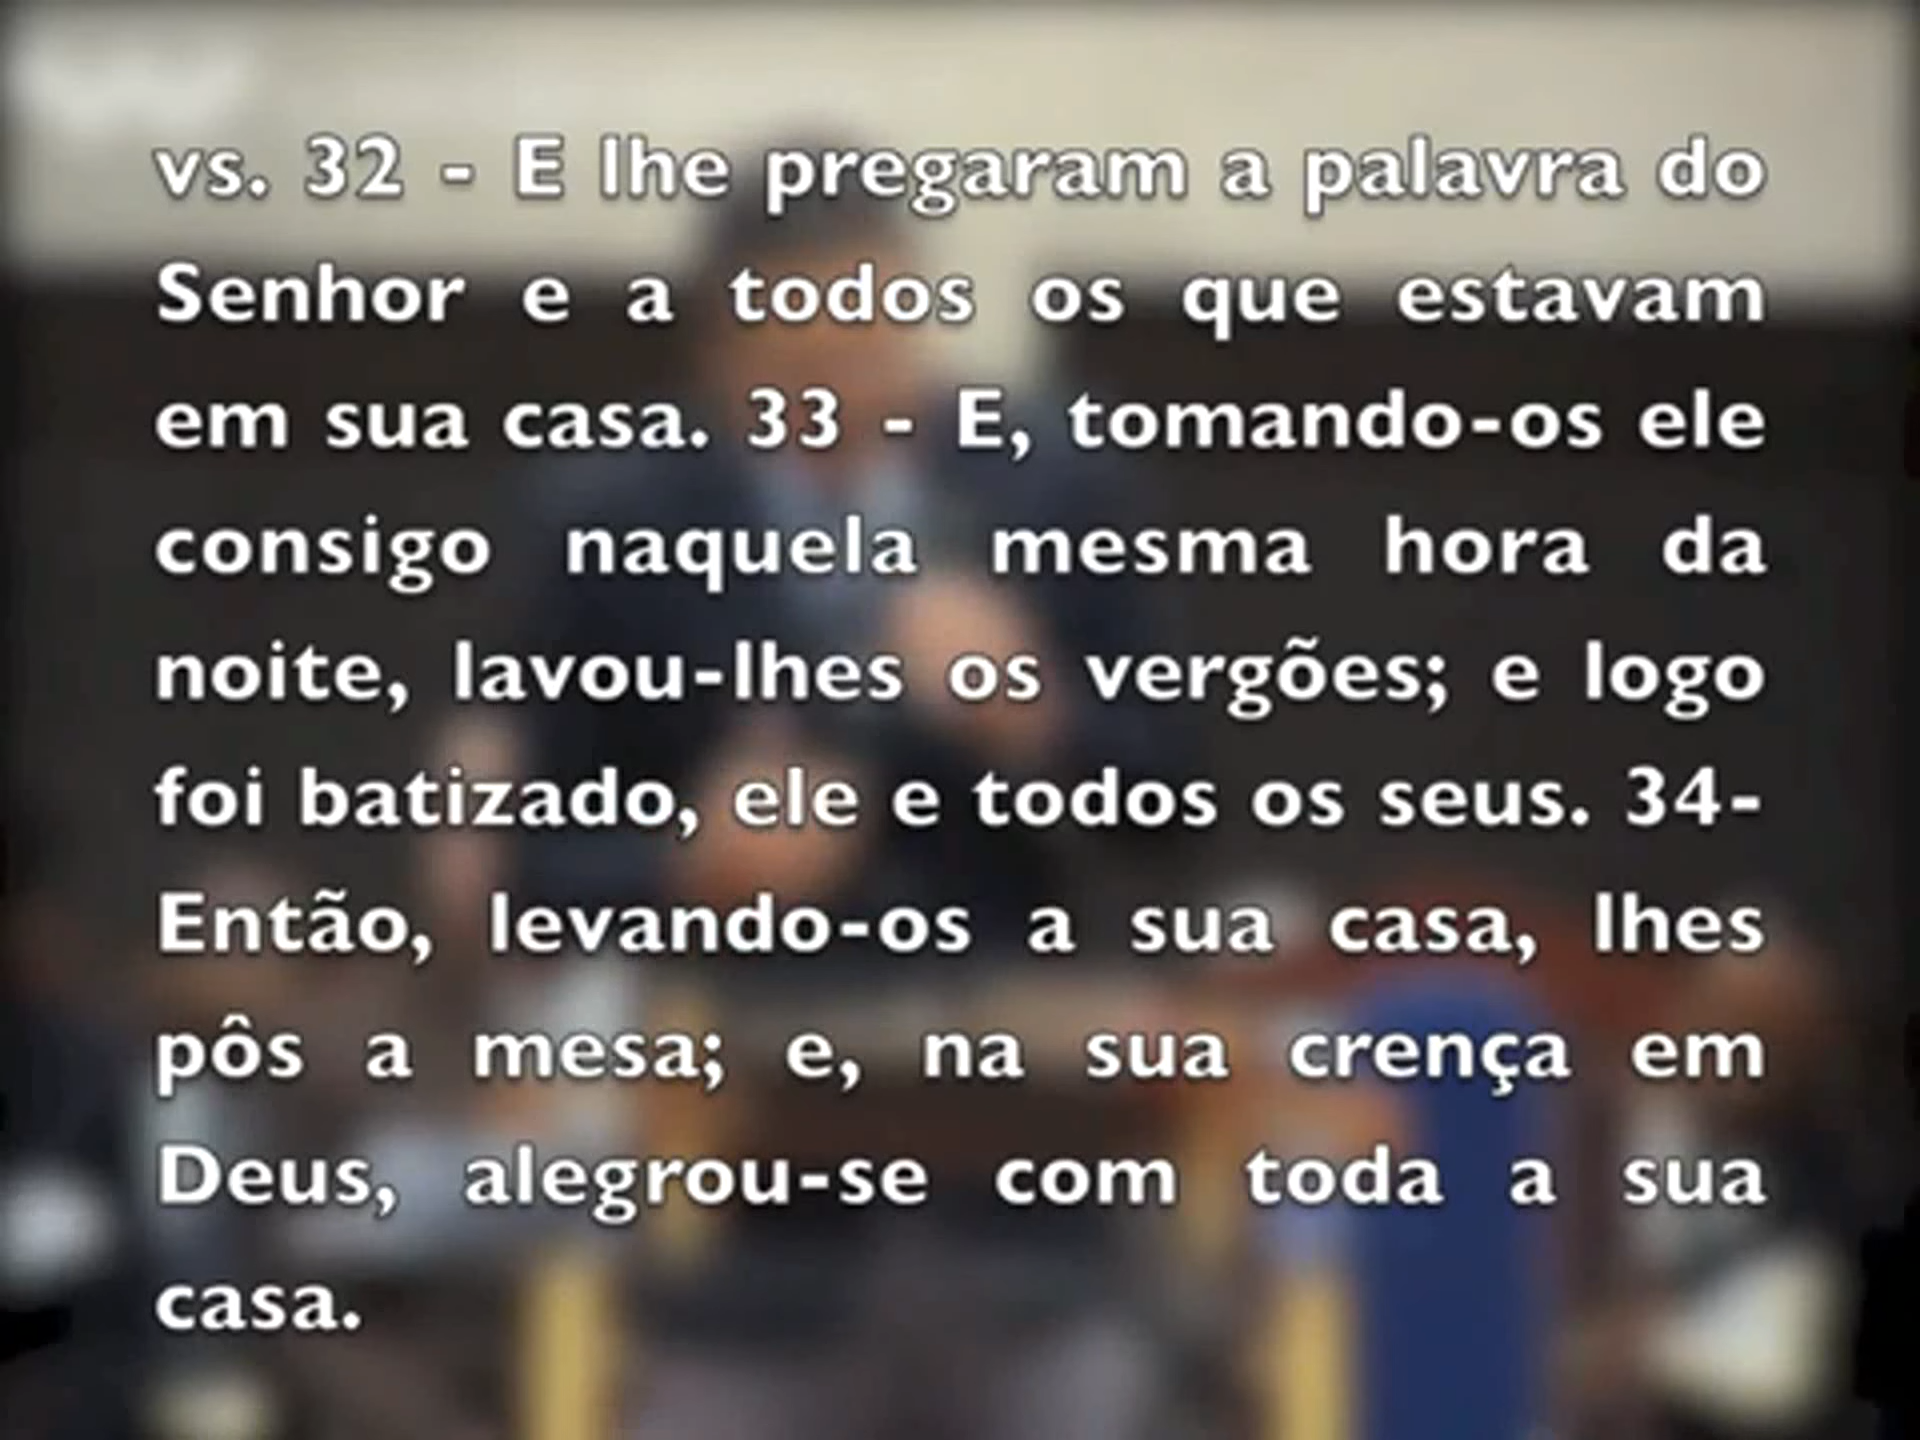 vs. 32 - E lhe pregaram a palavra do
Senhor e a todos os que estavam
em sua casa. 33 - E, tomando-os ele
consigo naquela mesma hora da
noite, lavou-lhes os vergões; e logo
foi batizado, ele e todos os seus. 34-
Então, levando-os a sua casa, lhes
pôs a mesa; e, na sua crença em
Deus, alegrou-se com toda a sua
casa.